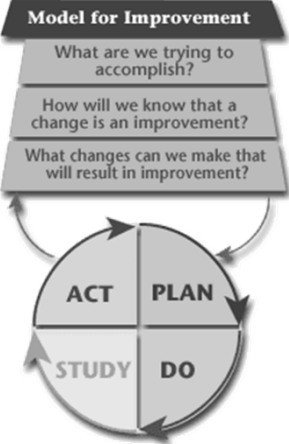 Model for Improvement
What are we trying to
accomplish?
How will we know that a
change is an improvement?
What changes can we make that
will result in improvement?
ACT PLAN
STUDY DO